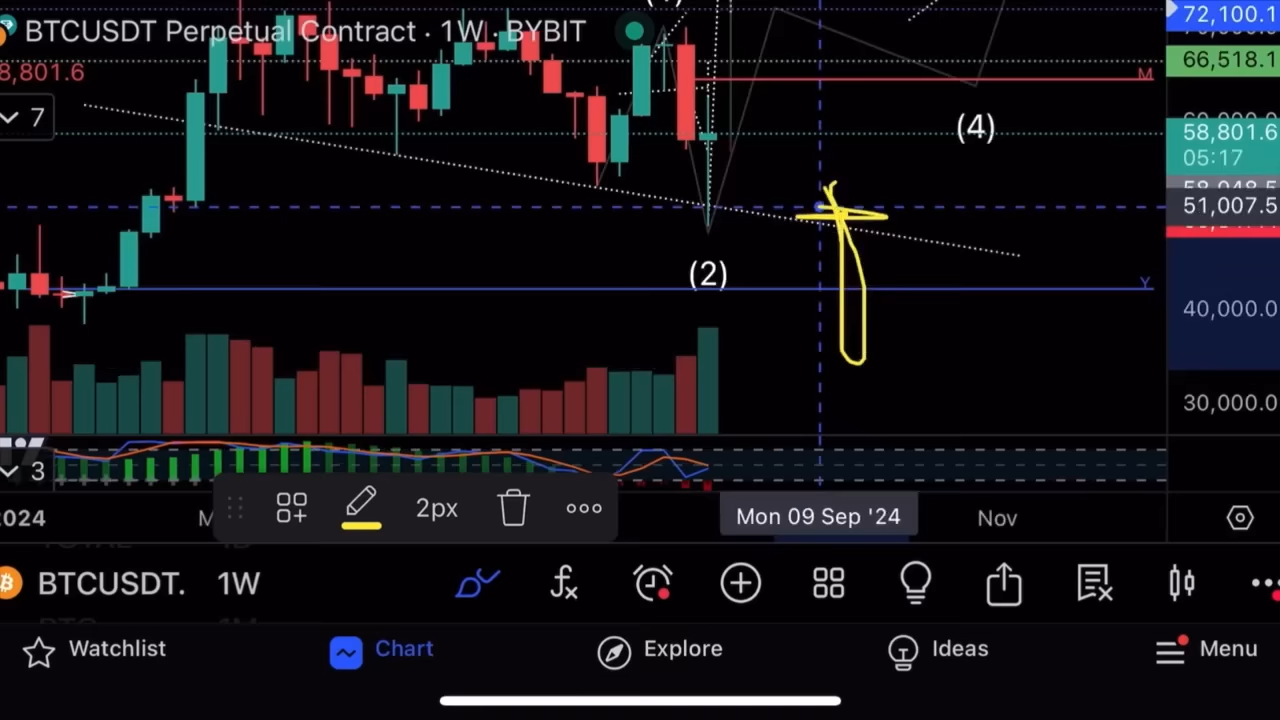 BTCUSDT Perpetual Contract · 1W · BYBIT
72,100.1
66,518.1
M
8,801.6
7
(4)
58,801.6
05:17
51,007.5
(2)
Y
40,000.0
30,000.0
3
2024
2px
Mon 09 Sep '24
Nov
BTCUSDT. 1W
Watchlist
Chart
Explore
Ideas
Menu